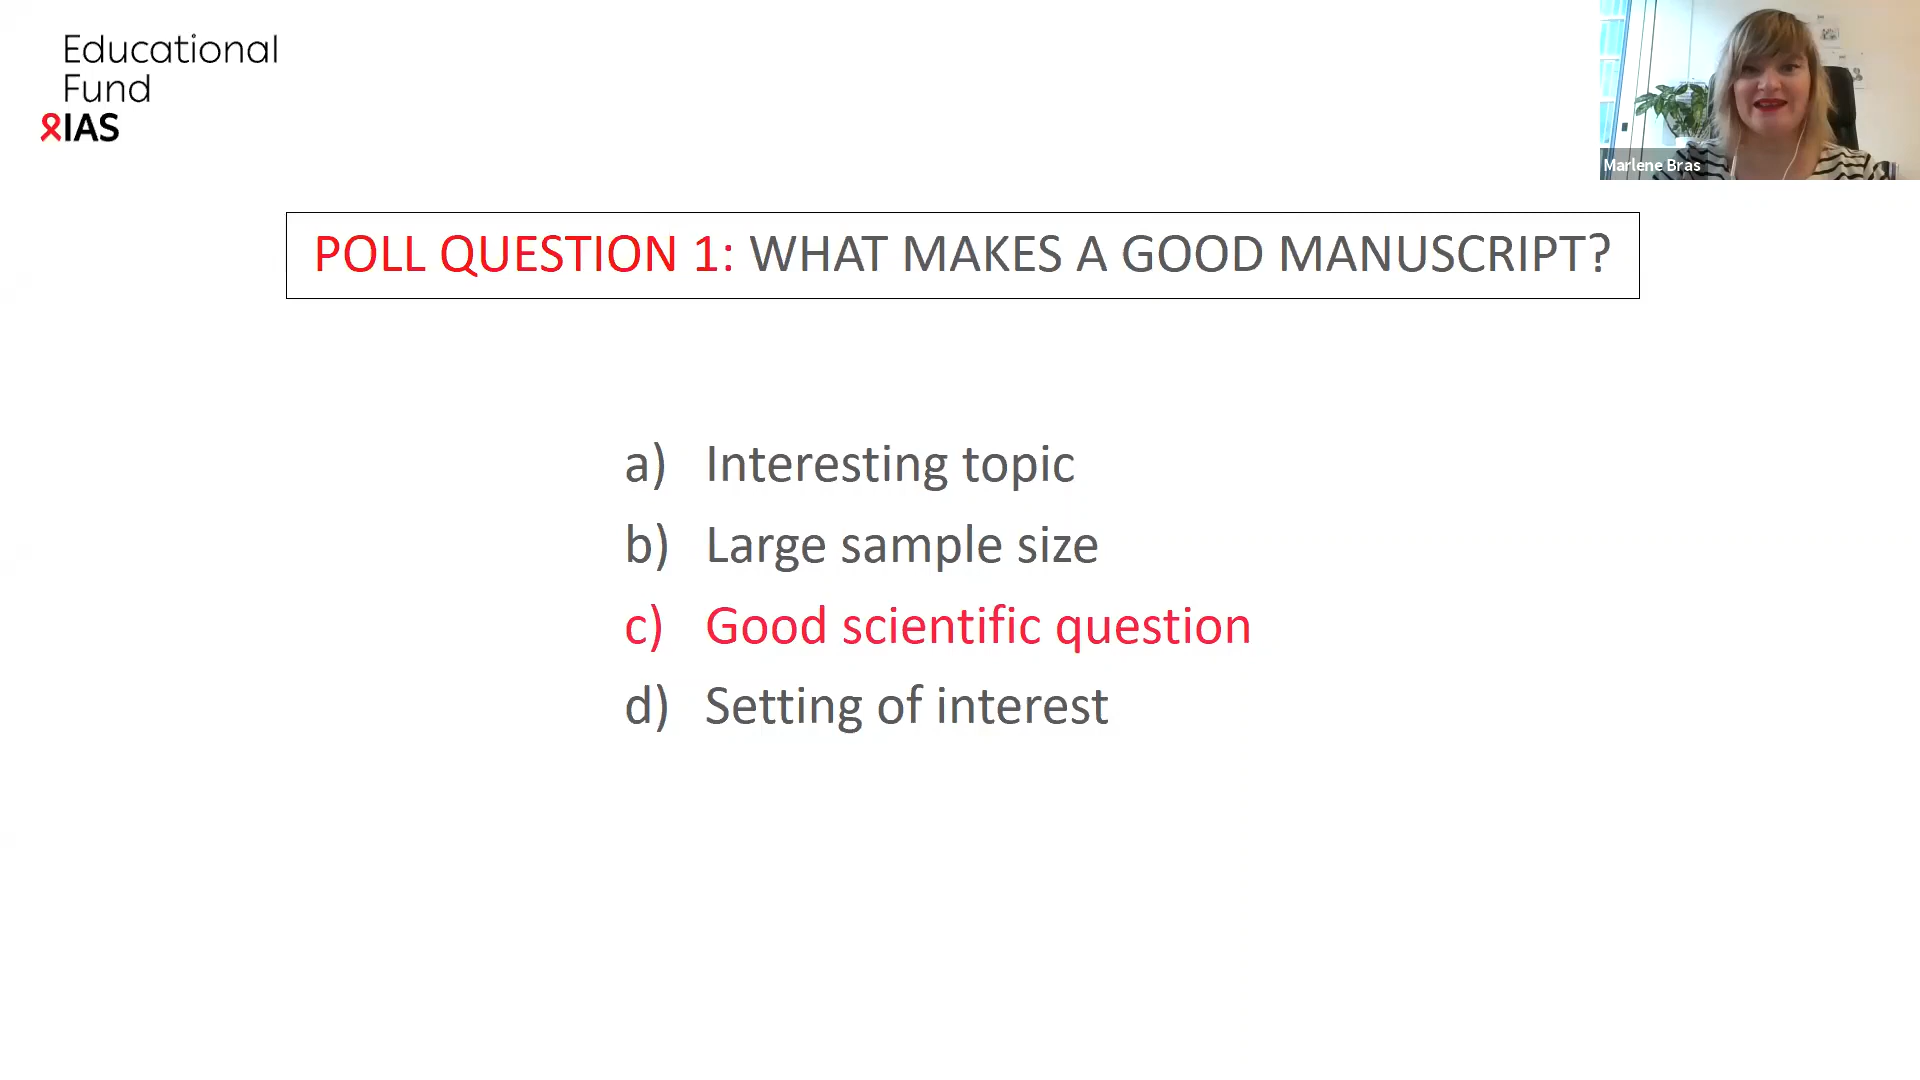 Educational
Fund
IAS
Marlene Bras
POLL QUESTION 1: WHAT MAKES A GOOD MANUSCRIPT?
a) Interesting topic
b) Large sample size
c) Good scientific question
d) Setting of interest